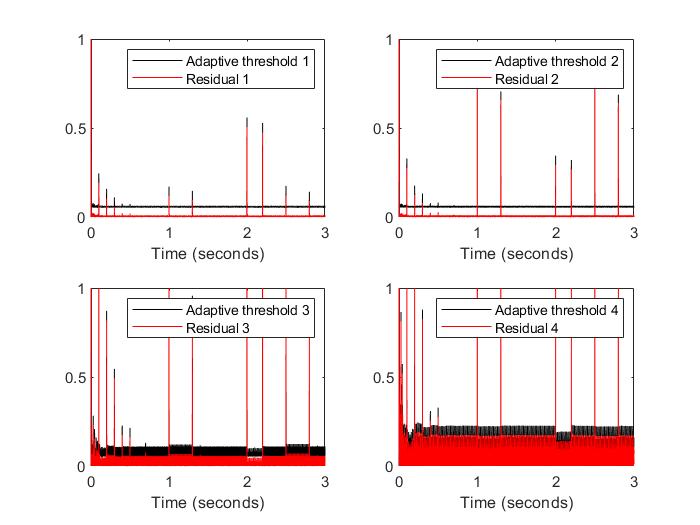 1
Adaptive threshold 1
Residual 1
0.5
0
0 1 2 3
Time (seconds)
1
Adaptive threshold 2
Residual 2
0.5
0
0 1 2 3
Time (seconds)
1
Adaptive threshold 3
Residual 3
0.5
0
0 1 2 3
Time (seconds)
1
Adaptive threshold 4
Residual 4
0.5
0
0 1 2 3
Time (seconds)